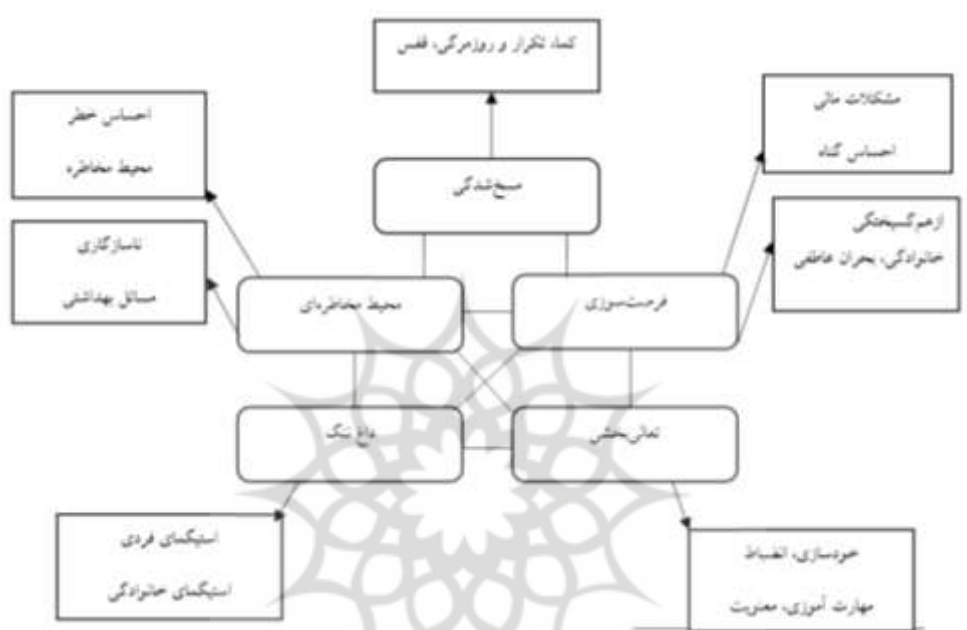 کما، تکرار و روزمرگی، قفس
مشکلات مالی
احساس گناه
احساس خطر
محیط مخاطره
مسخ‌شدگی
ازهم‌گسیختگی
خانوادگی، بحران عاطفی
ناسازگاری
مسائل بهداشتی
فرصت‌سوزی
محیط مخاطره‌ای
تعالی‌بخشی
داغ ننگ
استیگمای فردی
استیگمای خانوادگی
خودسازی، انضباط
مهارت آموزی، معنویت